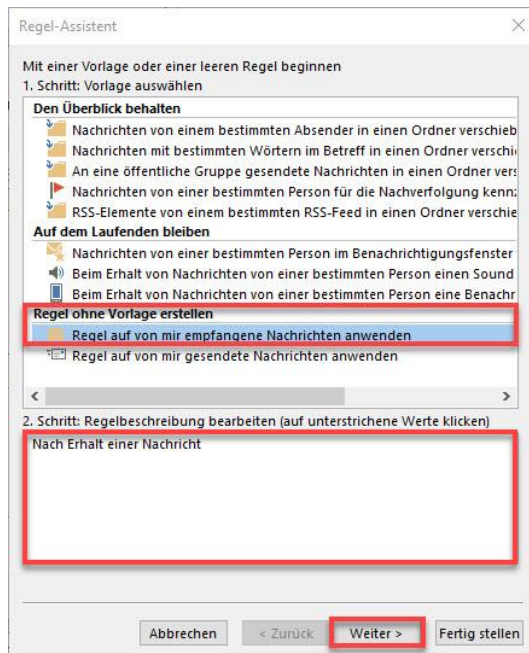 Regel-Assistent
Mit einer Vorlage oder einer leeren Regel beginnen
1. Schritt: Vorlage auswählen
Den Überblick behalten
Nachrichten von einem bestimmten Absender in einen Ordner verschieb
Nachrichten mit bestimmten Wörtern im Betreff in einen Ordner verschie
An eine öffentliche Gruppe gesendete Nachrichten in einen Ordner vers
Nachrichten von einer bestimmten Person für die Nachverfolgung kennz
RSS-Elemente von einem bestimmten RSS-Feed in einen Ordner verschie
Auf dem Laufenden bleiben
Nachrichten von einer bestimmten Person im Benachrichtigungsfenster
Beim Erhalt von Nachrichten von einer bestimmten Person einen Sound
Beim Erhalt von Nachrichten von einer bestimmten Person eine Benachr
Regel ohne Vorlage erstellen
Regel auf von mir empfangene Nachrichten anwenden
Regel auf von mir gesendete Nachrichten anwenden
2. Schritt: Regelbeschreibung bearbeiten (auf unterstrichene Werte klicken)
Nach Erhalt einer Nachricht
Abbrechen < Zurück Weiter > Fertig stellen